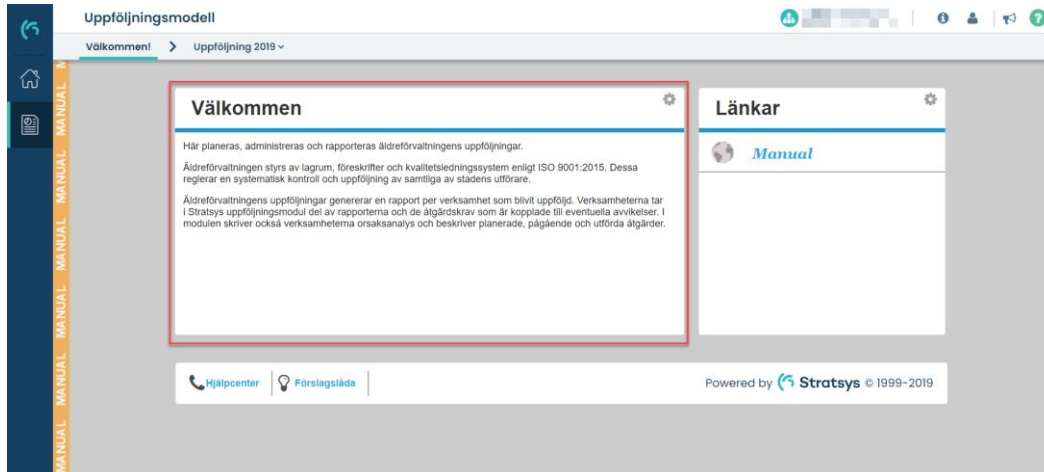 Uppföljningsmodell
Välkommen! > Uppföljning 2019
MANUAL MANUAL MANUAL MANUAL MANUAL MANUAL
Välkommen
Här planeras, administreras och rapporteras äldreförvaltningens uppföljningar.
Äldreförvaltningen styrs av lagrum, föreskrifter och kvalitetsledningssystem enligt ISO 9001:2015. Dessa
reglerar en systematisk kontroll och uppföljning av samtliga av stadens utförare.
Äldreförvaltningens uppföljningar genererar en rapport per verksamhet som blivit uppföljd. Verksamheterna tar
i Stratsys uppföljningsmodul del av rapporterna och de åtgärdskrav som är kopplade till eventuella avvikelser. I
modulen skriver också verksamheterna orsaksanalys och beskriver planerade, pågående och utförda åtgärder.
Länkar
Manual
Hjälpcenter
Förslagslåda
Powered by Stratsys © 1999-2019